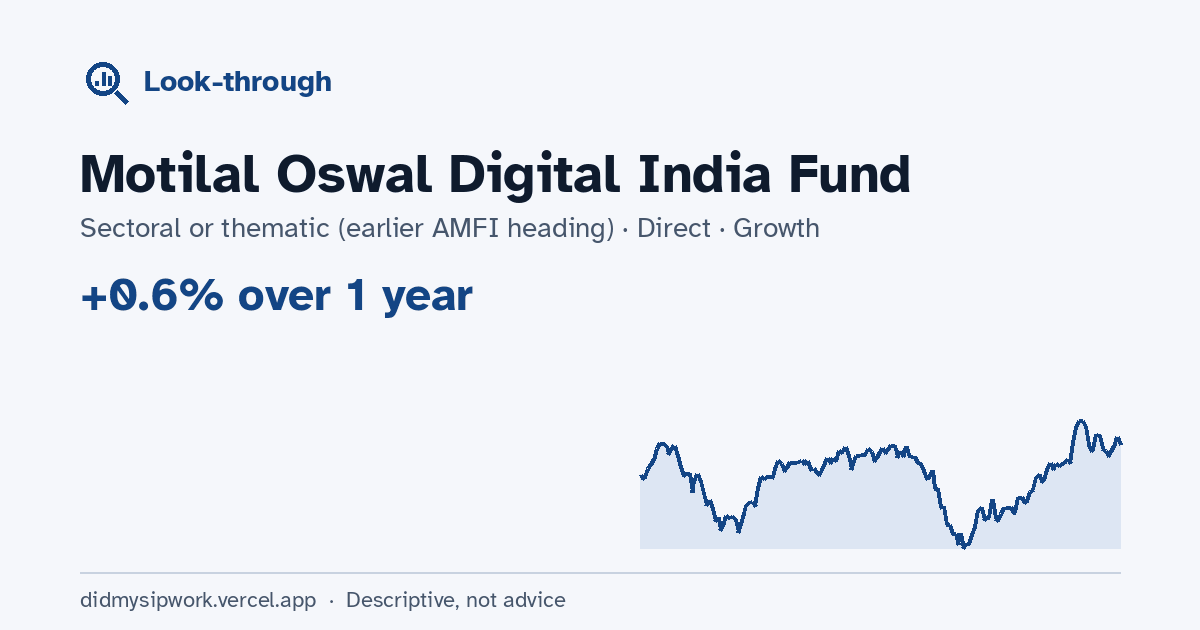 Look-through
Motilal Oswal Digital India Fund
Sectoral or thematic (earlier AMFI heading) · Direct · Growth
+0.6% over 1 year
didmysipwork.vercel.app · Descriptive, not advice